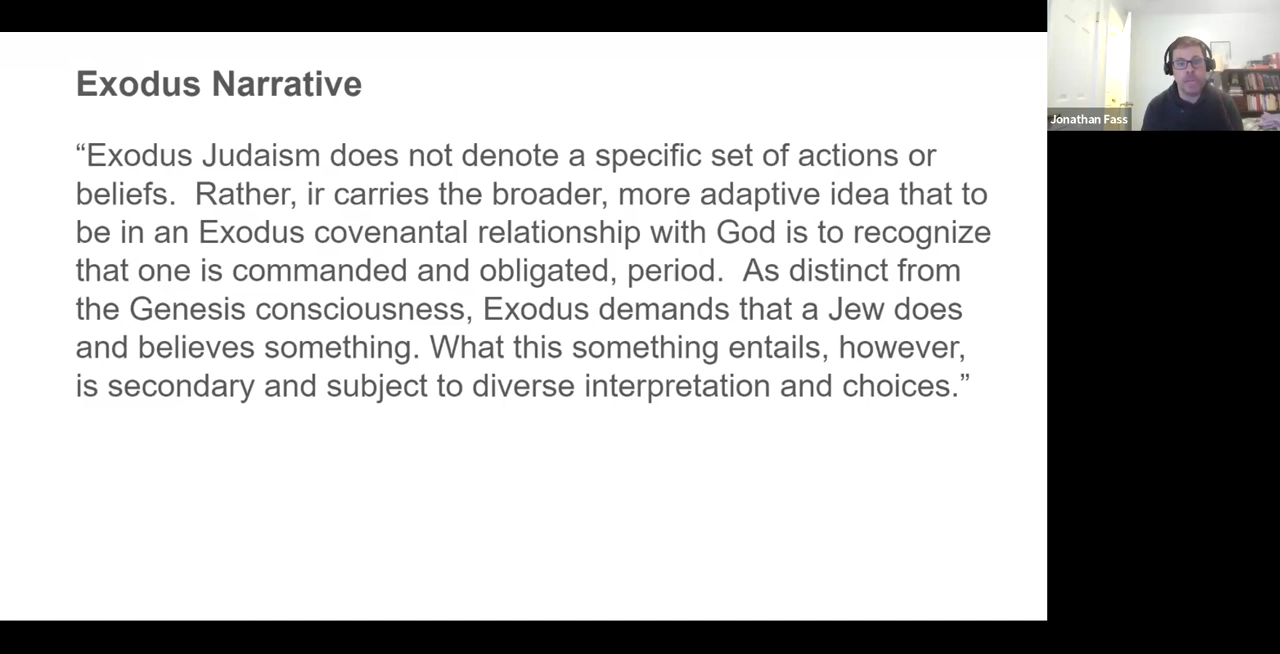 Exodus Narrative
“Exodus Judaism does not denote a specific set of actions or
beliefs.  Rather, ir carries the broader, more adaptive idea that to
be in an Exodus covenantal relationship with God is to recognize
that one is commanded and obligated, period.  As distinct from
the Genesis consciousness, Exodus demands that a Jew does
and believes something. What this something entails, however,
is secondary and subject to diverse interpretation and choices.”
Jonathan Fass